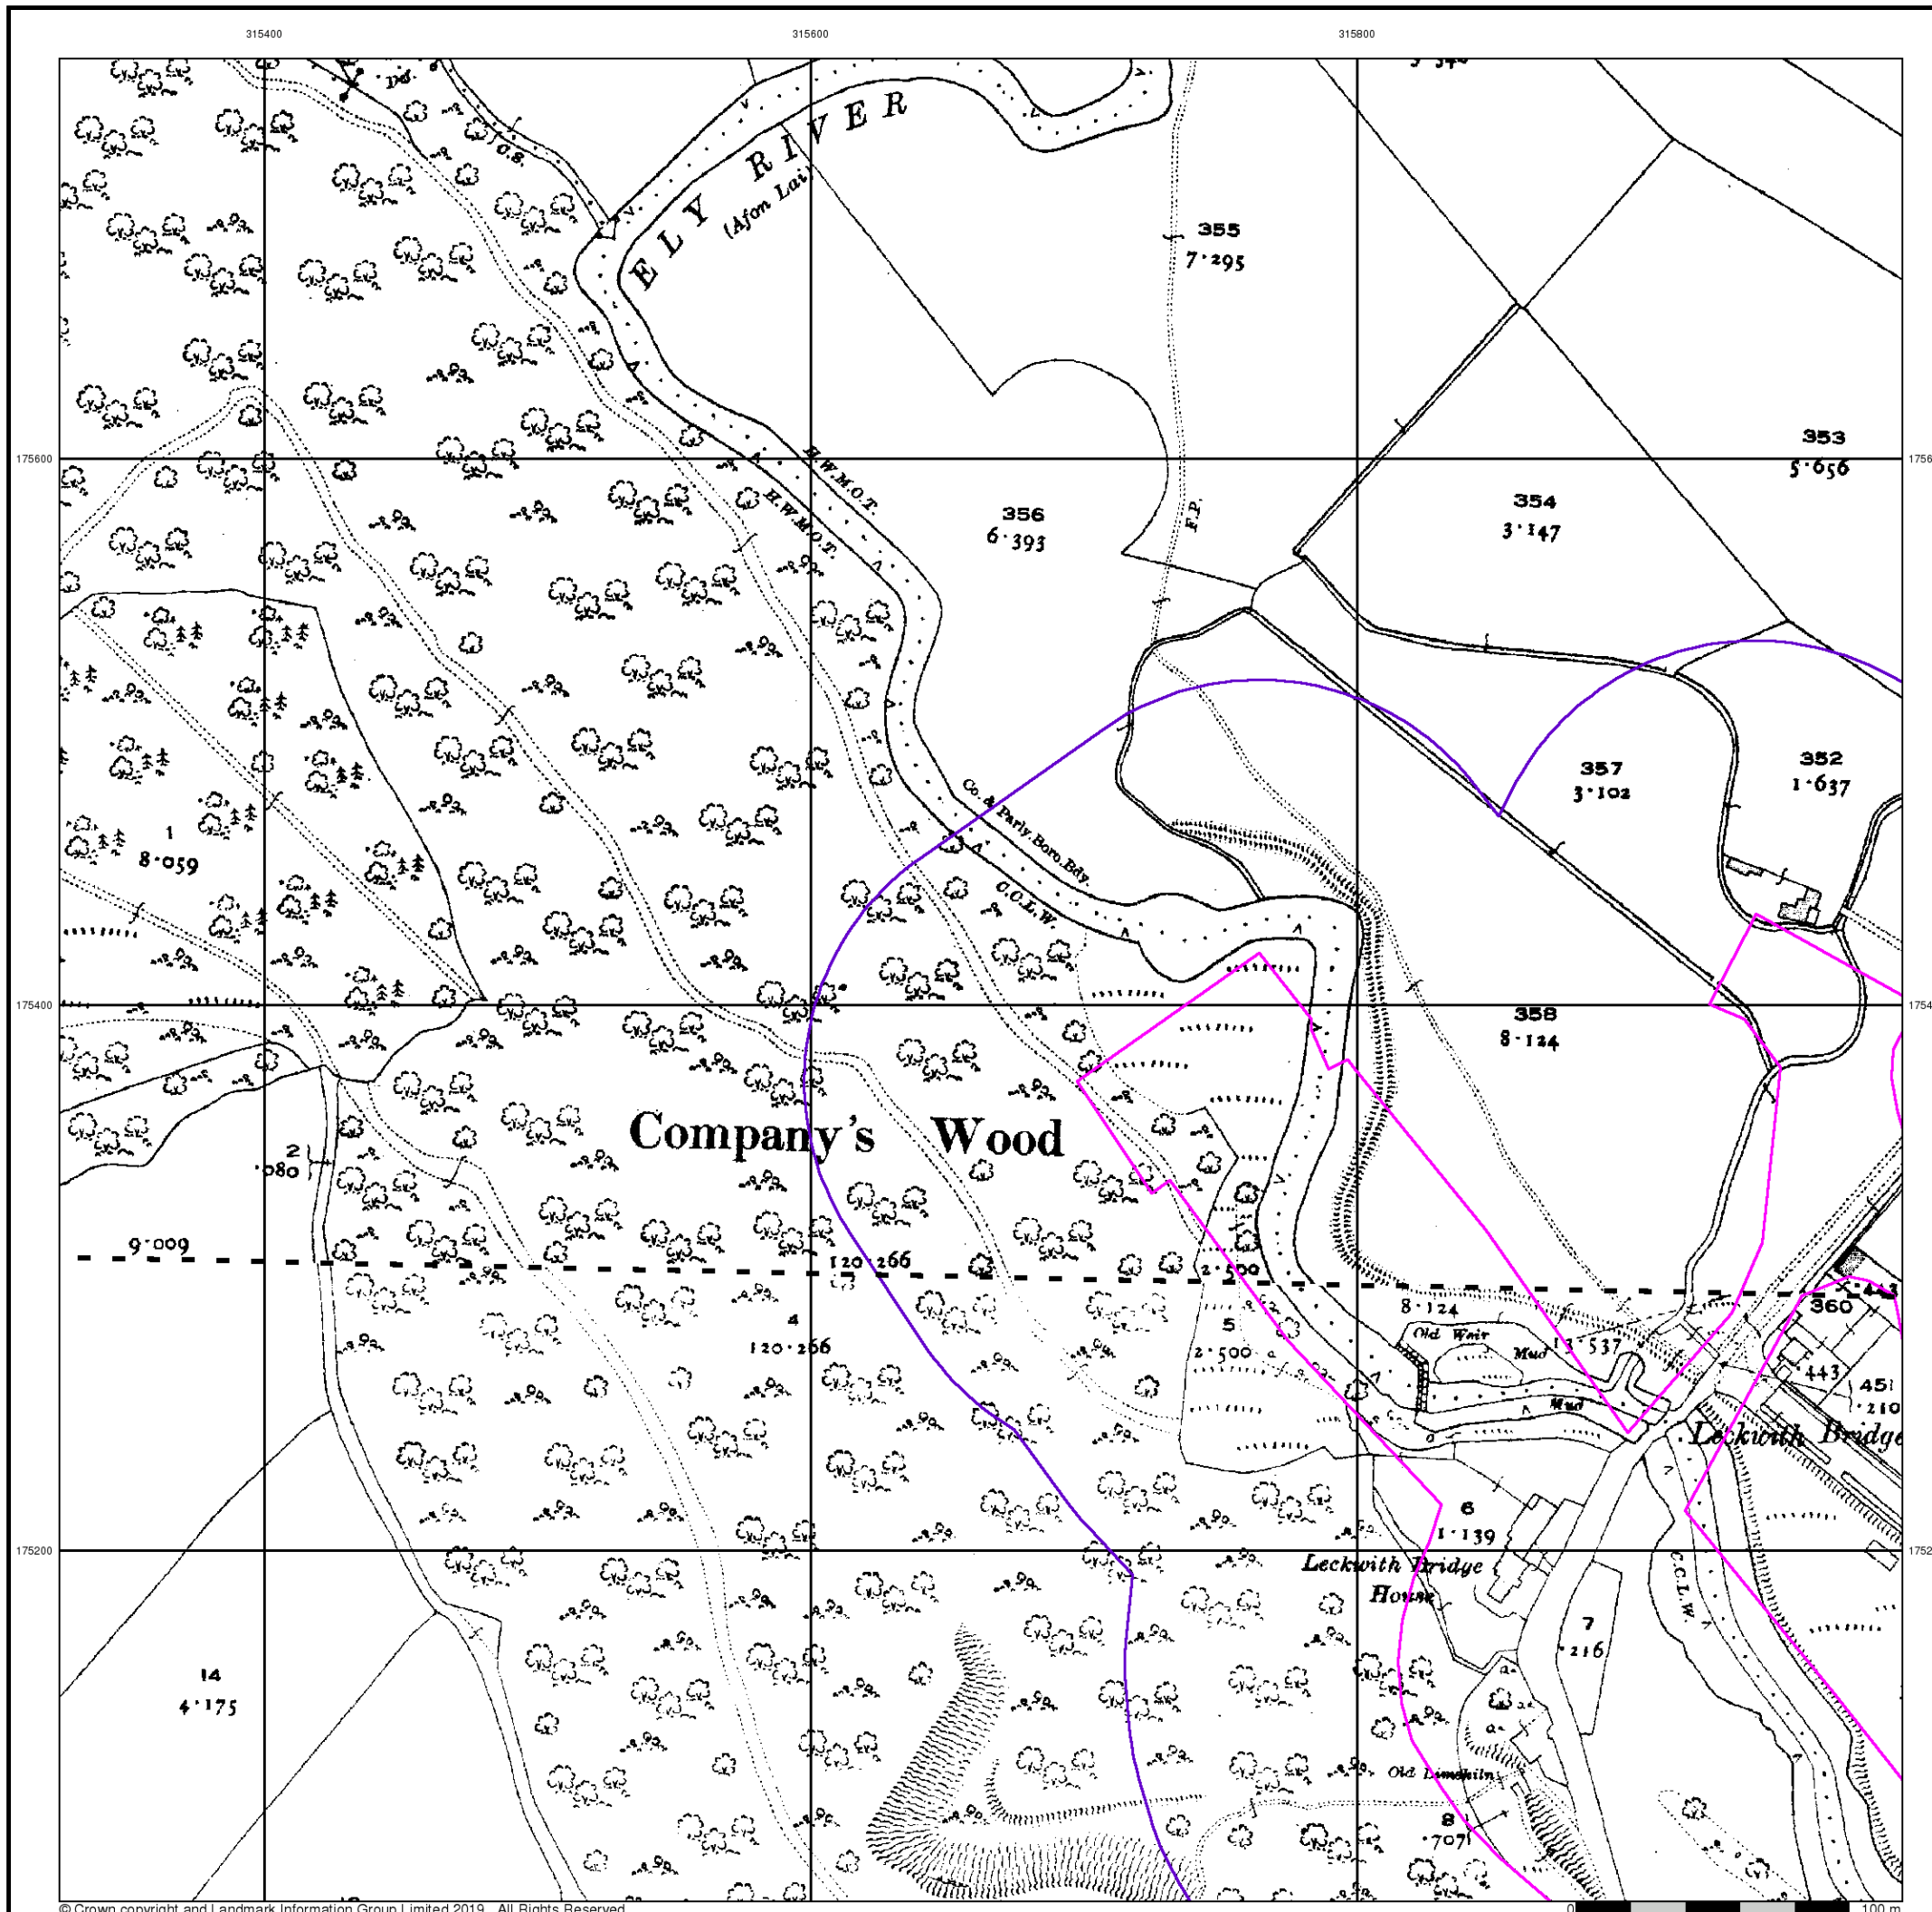 315400
315600
315800
ELY RIVER
(Afon Lai)
O.S.
355
7·295
353
5·656
175600
H.W.M.O.T.
H.W.M.O.T.
F.P.
356
6·393
354
3·147
357
3·102
352
1·637
Co. & Parly Boro. Bdy.
C.C.L.W.
1
8·059
175400
358
8·124
Company's Wood
2
·080
9·009
120·266
2·500
8·124
4
120·266
5
2·500
Old Weir
Mud
13·537
Mud
360
443
443
451
·210
Leckwith Bridge
6
1·139
175200
Leckwith Bridge
House
C.C.L.W.
7
·216
14
4·175
Old Limekiln
8
·707
© Crown copyright and Landmark Information Group Limited 2019. All Rights Reserved.
0
100 m